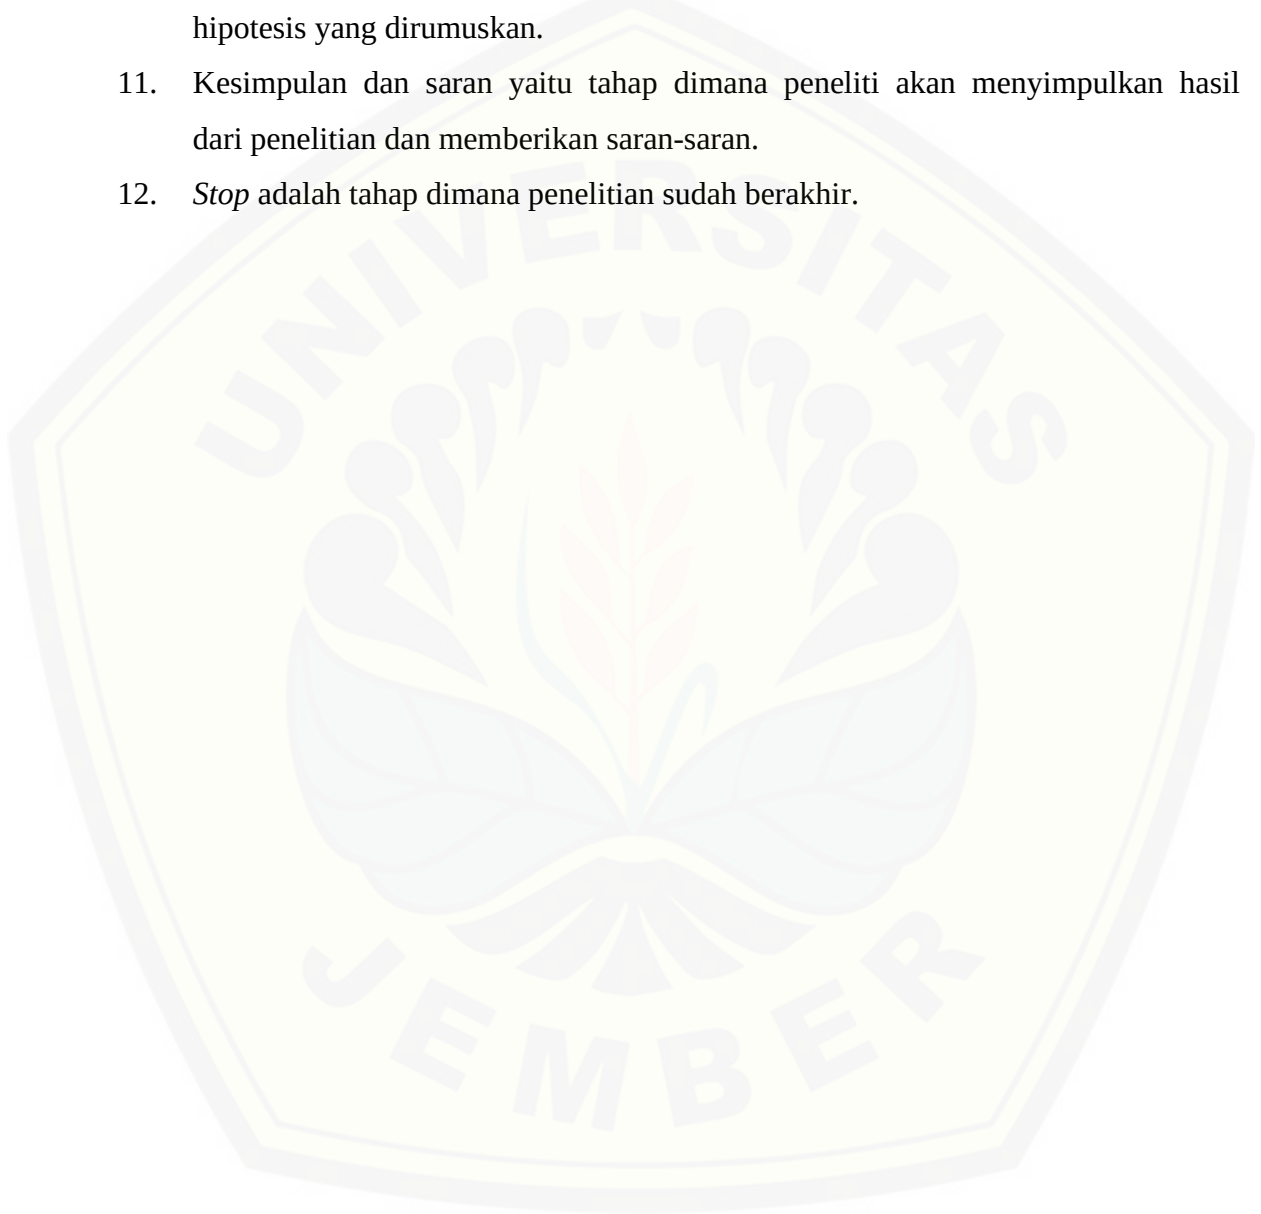 hipotesis yang dirumuskan.
11. Kesimpulan dan saran yaitu tahap dimana peneliti akan menyimpulkan hasil
dari penelitian dan memberikan saran-saran.
12. Stop adalah tahap dimana penelitian sudah berakhir.
UNIVERSITAS
JEMBER